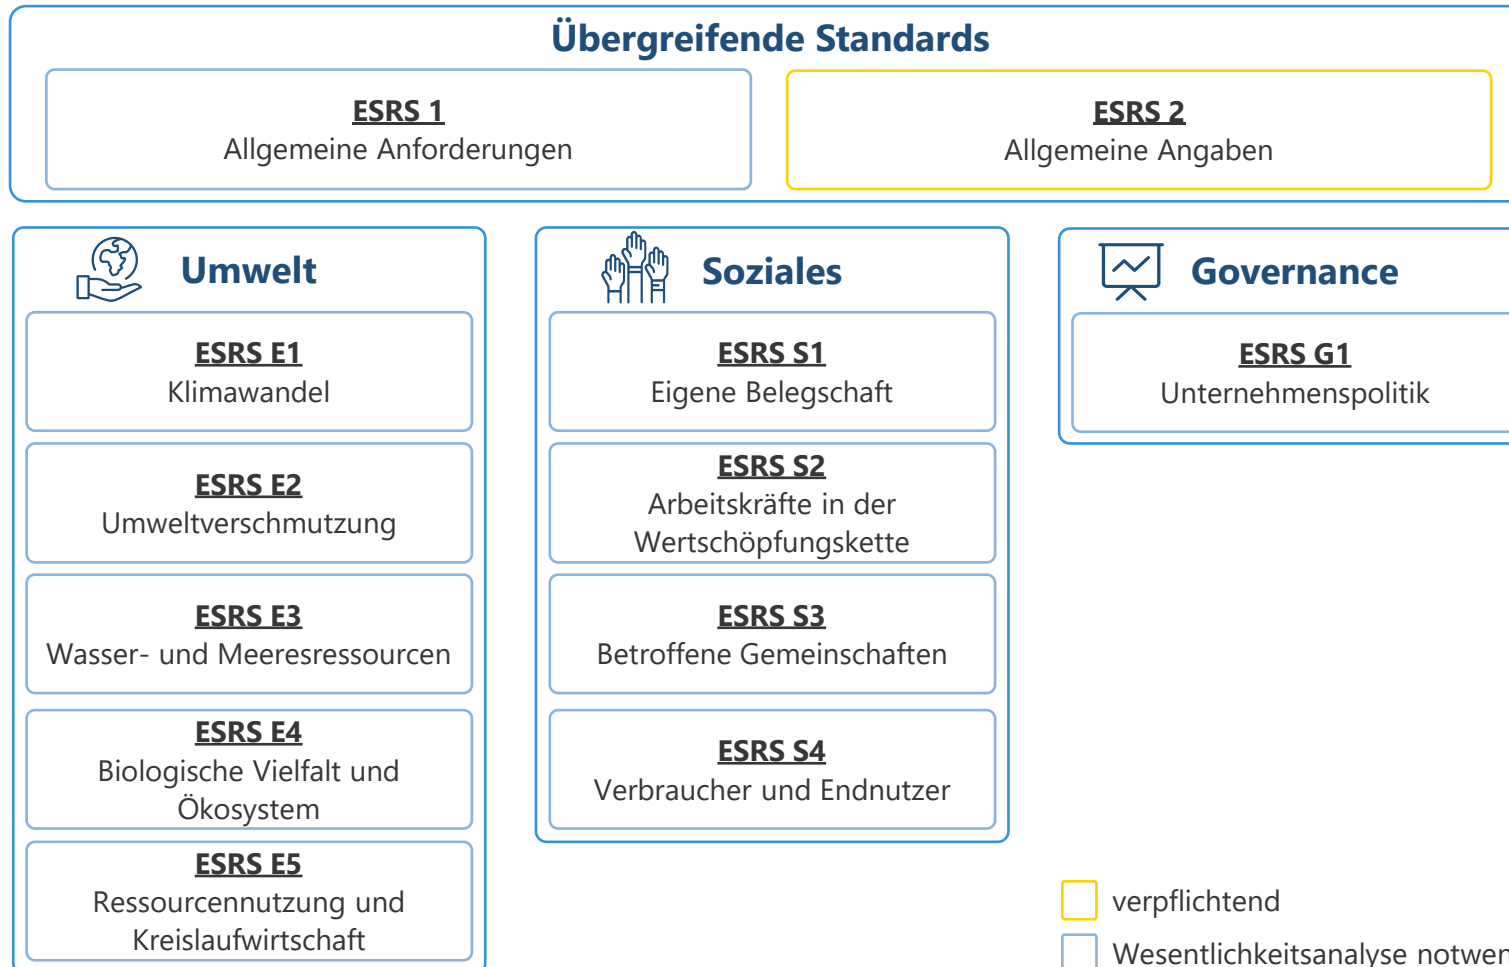 Übergreifende Standards
ESRS 1
Allgemeine Anforderungen
ESRS 2
Allgemeine Angaben
Umwelt
ESRS E1
Klimawandel
ESRS E2
Umweltverschmutzung
ESRS E3
Wasser- und Meeresressourcen
ESRS E4
Biologische Vielfalt und
Ökosystem
ESRS E5
Ressourcennutzung und
Kreislaufwirtschaft
Soziales
ESRS S1
Eigene Belegschaft
ESRS S2
Arbeitskräfte in der
Wertschöpfungskette
ESRS S3
Betroffene Gemeinschaften
ESRS S4
Verbraucher und Endnutzer
Governance
ESRS G1
Unternehmenspolitik
verpflichtend
Wesentlichkeitsanalyse